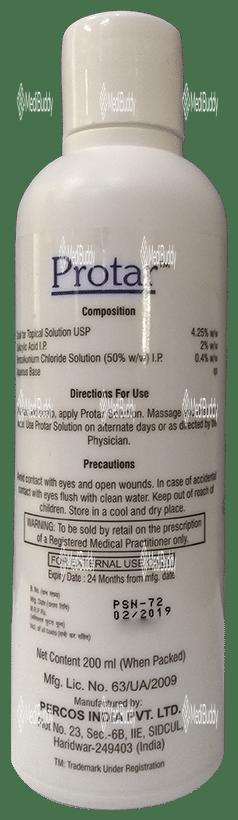 MediBuddy
Protar™
Composition
Coal Tar Topical Solution USP 4.25% w/w
Salicylic Acid I.P. 2% w/w
Benzalkonium Chloride Solution (50% w/v) I.P. 0.4% w/w
Aqueous Base qs
Directions For Use
apply Protar Solution. Massage
Use Protar Solution on alternate days or as directed by the
Physician.
Precautions
Avoid contact with eyes and open wounds. In case of accidental
contact with eyes flush with clean water. Keep out of reach of
children. Store in a cool and dry place.
WARNING: To be sold by retail on the prescription
of a Registered Medical Practitioner only.
FOR EXTERNAL USE ONLY
Expiry Date : 24 Months from mfg. date.
B. No.
Mfg. Date
M.R.P. Rs.
PSN-72
02/2019
Net Content 200 ml (When Packed)
Mfg. Lic. No. 63/UA/2009
Manufactured by:
PERCOS INDIA PVT. LTD.
Plot No. 23, Sec.-6B, IIE, SIDCUL,
Haridwar-249403 (India)
TM: Trademark Under Registration